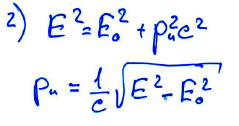 2) E² = E₀² + pₙ²c²
pₙ = 1/c √(E² - E₀²)